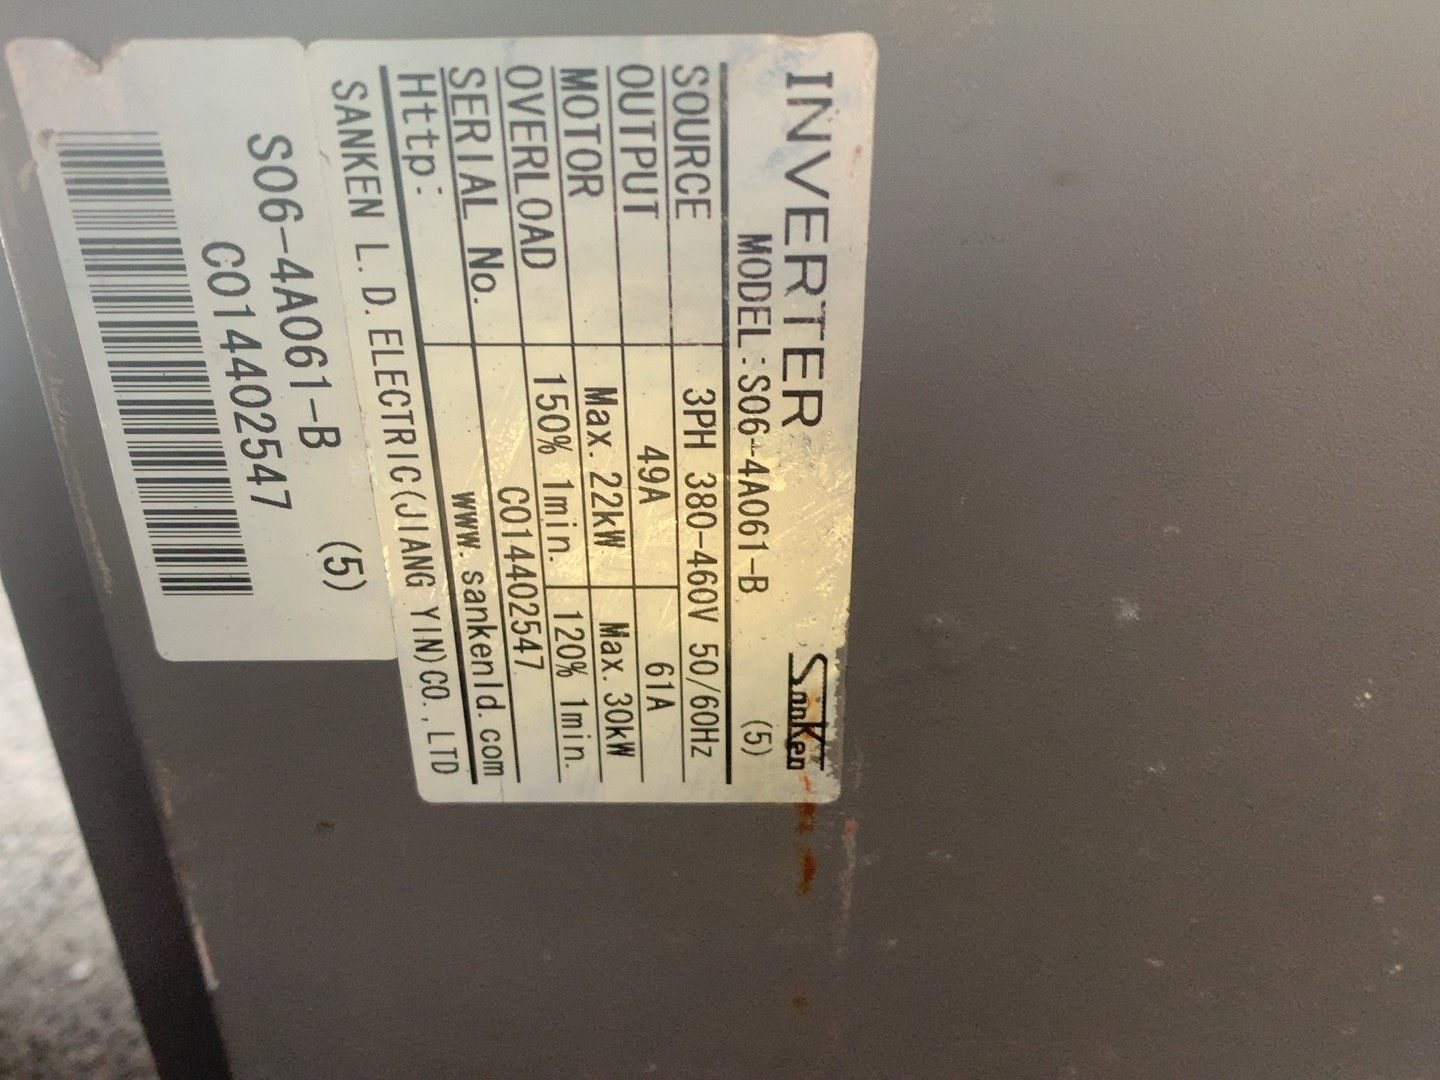 INVERTER SanKen
MODEL:S06-4A061-B (5)
SOURCE 3PH 380-460V 50/60Hz
OUTPUT 49A 61A
MOTOR Max. 22kW Max. 30kW
OVERLOAD 150% 1min. 120% 1min.
SERIAL No. C014402547
Http: www.sankenld.com
SANKEN L.D.ELECTRIC(JIANG YIN)CO.,LTD
S06-4A061-B (5)
C014402547